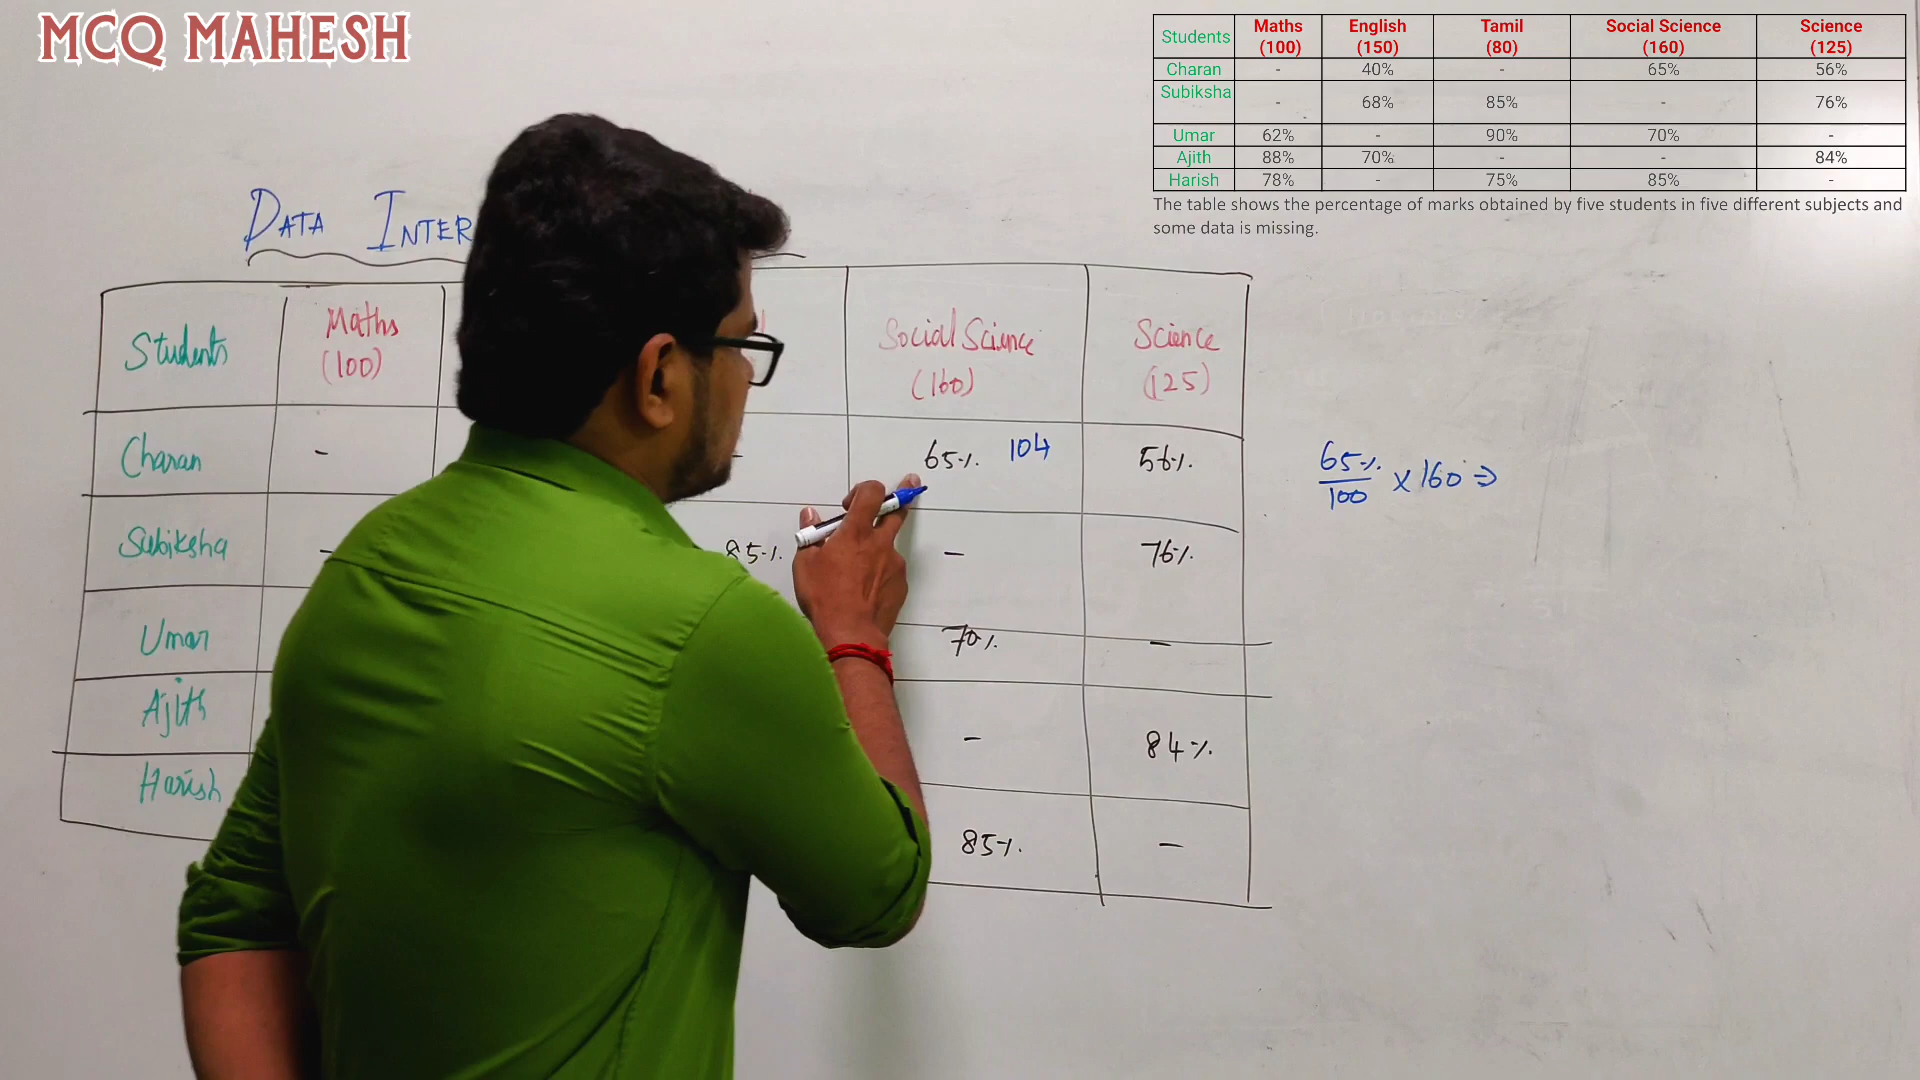 MCQ MAHESH
Students Maths (100) English (150) Tamil (80) Social Science (160) Science (125)
Charan - 40% - 65% 56%
Subiksha - 68% 85% - 76%
Umar 62% - 90% 70% -
Ajith 88% 70% - - 84%
Harish 78% - 75% 85% -
The table shows the percentage of marks obtained by five students in five different subjects and
some data is missing.
DATA INTER
Students Maths (100) Social Science (160) Science (125)
Charan - - 65% 104 56%
Subiksha - 85% - 76%
Umar 70% -
Ajith - 84%
Harish 85% -
65%/100 x 160 ⇒